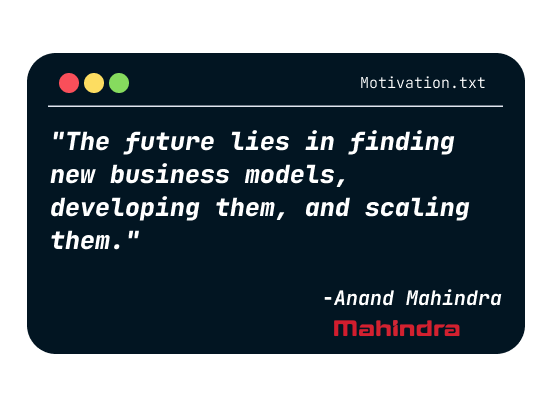 Motivation.txt
"The future lies in finding
new business models,
developing them, and scaling
them."
-Anand Mahindra
Mahindra